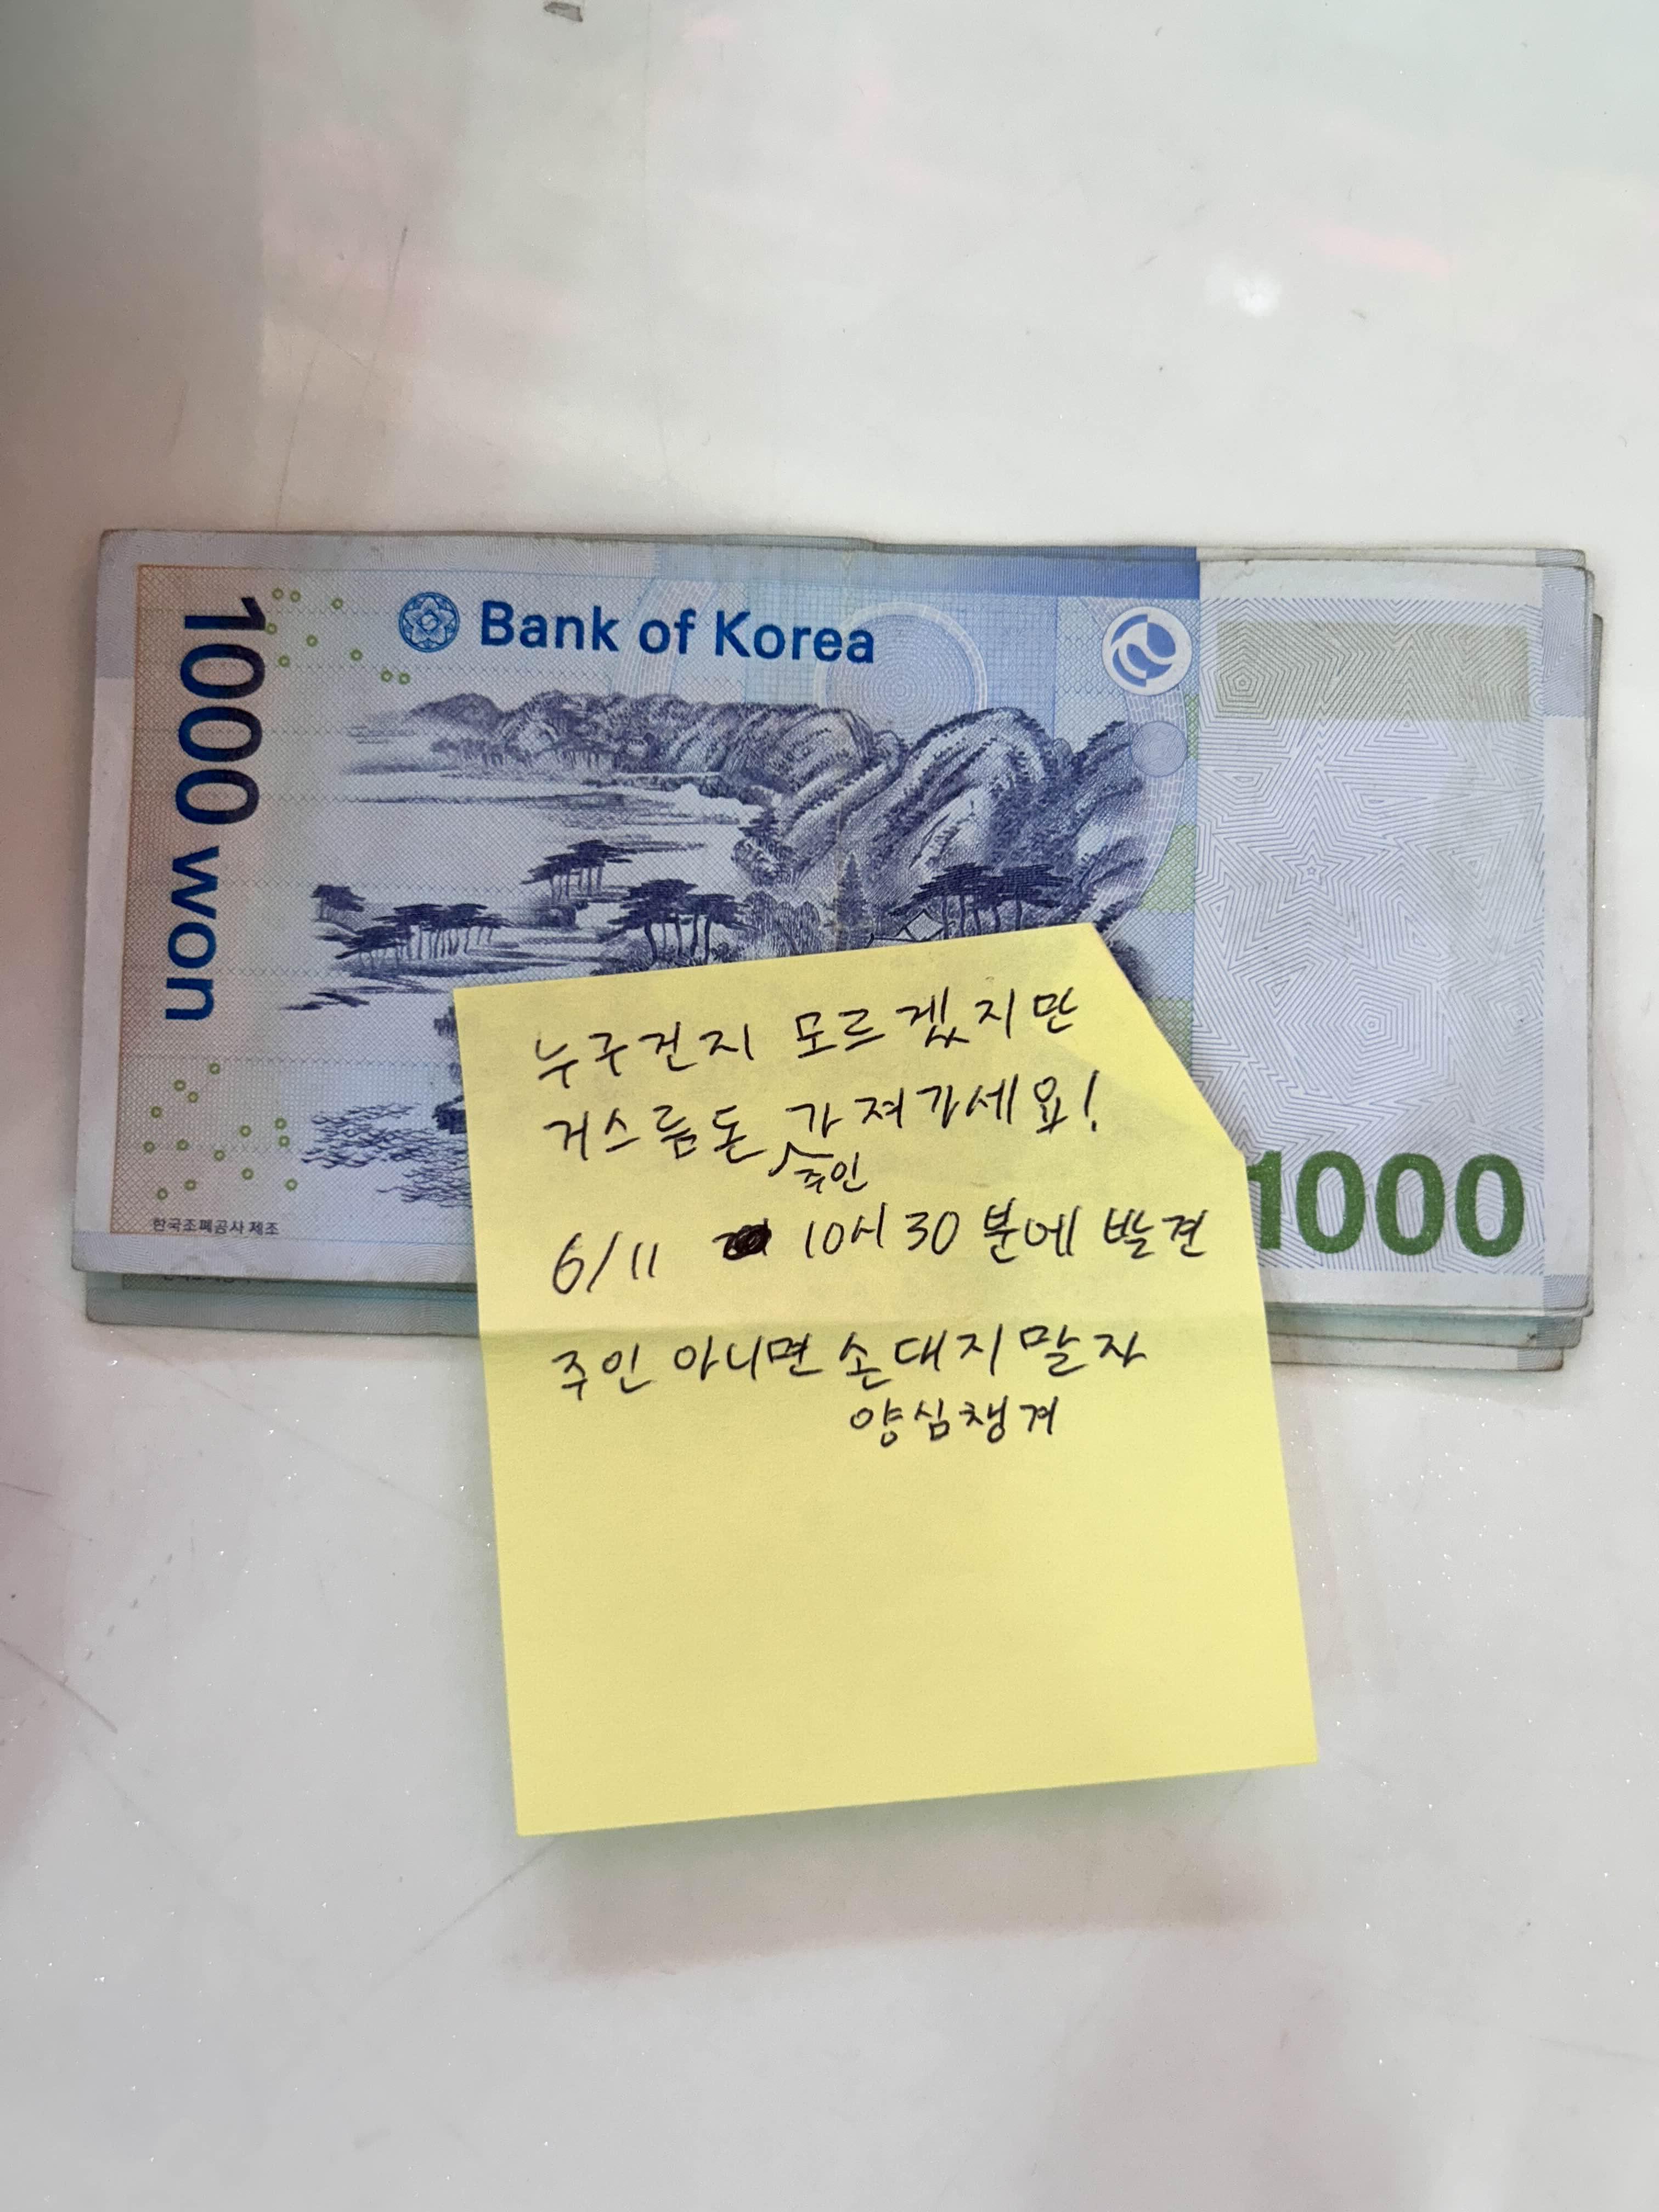 Bank of Korea
1000 won
한국조폐공사 제조
1000
누구건지 모르겠지만
거스름돈 가져가세요!
주인
6/11 10시 30분에 발견
주인 아니면 손대지 말자
양심챙겨